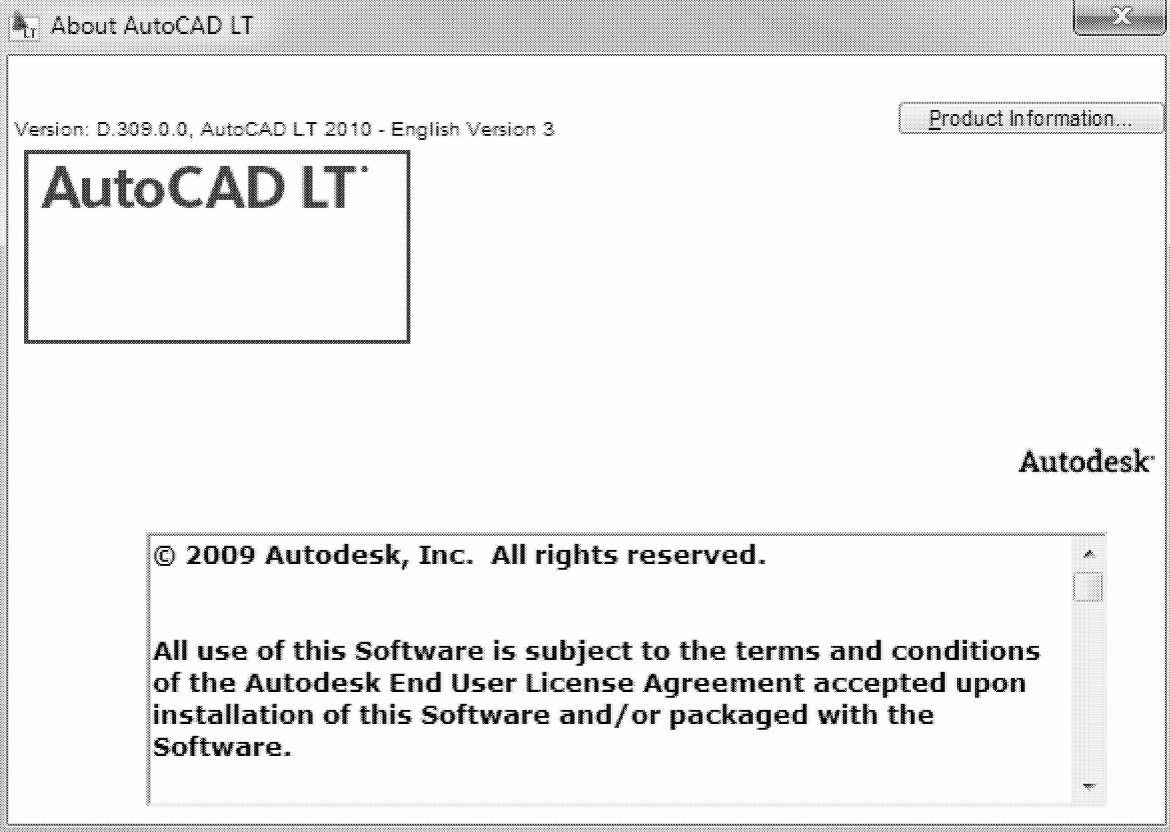 LT About AutoCAD LT
X
Product Information...
Version: D.309.0.0, AutoCAD LT 2010 - English Version 3
AutoCAD LT
Autodesk
© 2009 Autodesk, Inc. All rights reserved.
All use of this Software is subject to the terms and conditions
of the Autodesk End User License Agreement accepted upon
installation of this Software and/or packaged with the
Software.